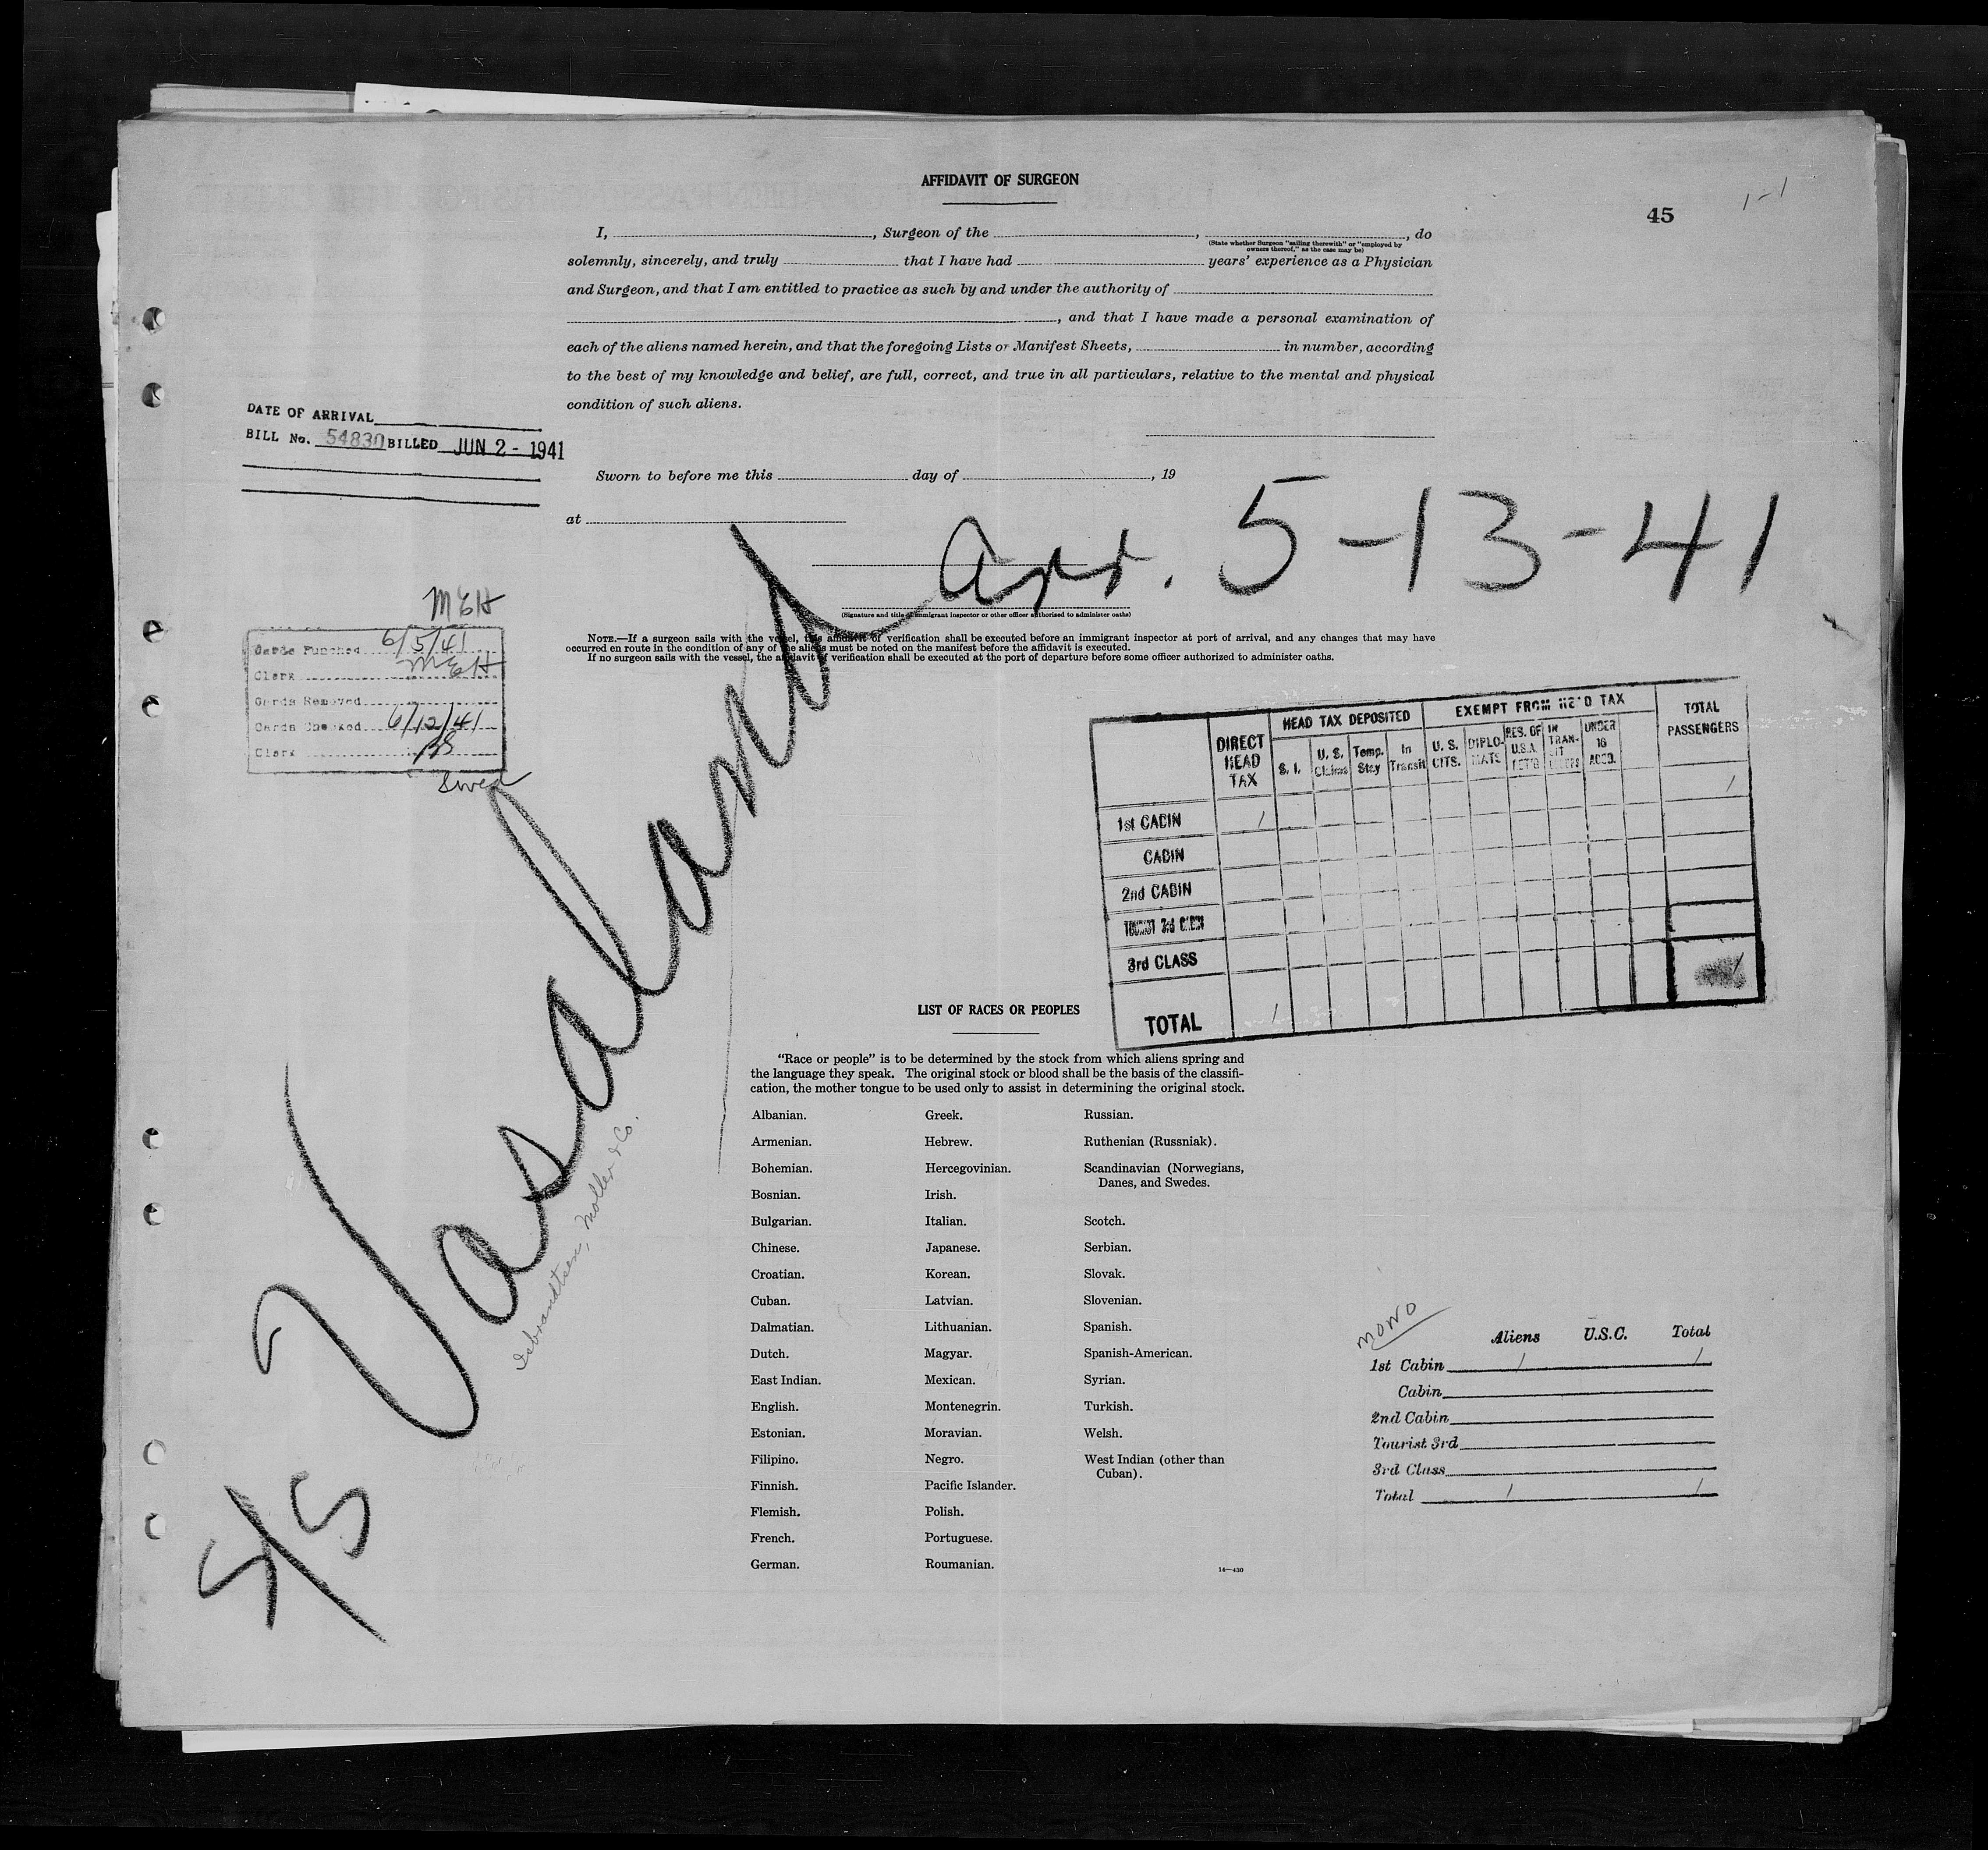 AFFIDAVIT OF SURGEON
45
1-1
I, , Surgeon of the , , do
(State whether Surgeon "sailing therewith" or "employed by
owners thereof," as the case may be)
solemnly, sincerely, and truly that I have had years' experience as a Physician
and Surgeon, and that I am entitled to practice as such by and under the authority of
, and that I have made a personal examination of
each of the aliens named herein, and that the foregoing Lists or Manifest Sheets, in number, according
to the best of my knowledge and belief, are full, correct, and true in all particulars, relative to the mental and physical
condition of such aliens.
DATE OF ARRIVAL
BILL No. 54830 BILLED JUN 2 - 1941
Sworn to before me this day of , 19
at
Arr. 5-13-41
(Signature and title of immigrant inspector or other officer authorized to administer oaths)
NOTE.—If a surgeon sails with the vessel, this affidavit of verification shall be executed before an immigrant inspector at port of arrival, and any changes that may have
occurred en route in the condition of any of the aliens must be noted on the manifest before the affidavit is executed.
If no surgeon sails with the vessel, the affidavit of verification shall be executed at the port of departure before some officer authorized to administer oaths.
MEH
Cards Punched 6/5/41
Clerk MEH
Cards Removed
Cards Checked 6/12/41
Clerk
Swed
S/S Vasaland
Isbrandtsen, Moller & Co.
HEAD TAX DEPOSITED EXEMPT FROM HEAD TAX TOTAL PASSENGERS
DIRECT HEAD TAX S. I. U. S. Claims Temp. Stay In Transit U. S. CITS. DIPLO-MATS RES. OF U.S.A. RET'G IN TRAN-SIT UNDER 16 ACCD.
1
1st CABIN 1
CABIN
2nd CABIN
TOURIST 3rd CABIN
3rd CLASS
1
TOTAL 1
LIST OF RACES OR PEOPLES
"Race or people" is to be determined by the stock from which aliens spring and
the language they speak. The original stock or blood shall be the basis of the classifi-
cation, the mother tongue to be used only to assist in determining the original stock.
Albanian.
Armenian.
Bohemian.
Bosnian.
Bulgarian.
Chinese.
Croatian.
Cuban.
Dalmatian.
Dutch.
East Indian.
English.
Estonian.
Filipino.
Finnish.
Flemish.
French.
German.
Greek.
Hebrew.
Hercegovinian.
Irish.
Italian.
Japanese.
Korean.
Latvian.
Lithuanian.
Magyar.
Mexican.
Montenegrin.
Moravian.
Negro.
Pacific Islander.
Polish.
Portuguese.
Roumanian.
Russian.
Ruthenian (Russniak).
Scandinavian (Norwegians,
Danes, and Swedes.
Scotch.
Serbian.
Slovak.
Slovenian.
Spanish.
Spanish-American.
Syrian.
Turkish.
Welsh.
West Indian (other than
Cuban).
14—430
MONO
Aliens U.S.C. Total
1st Cabin 1 1
Cabin
2nd Cabin
Tourist 3rd
3rd Class
Total 1 1